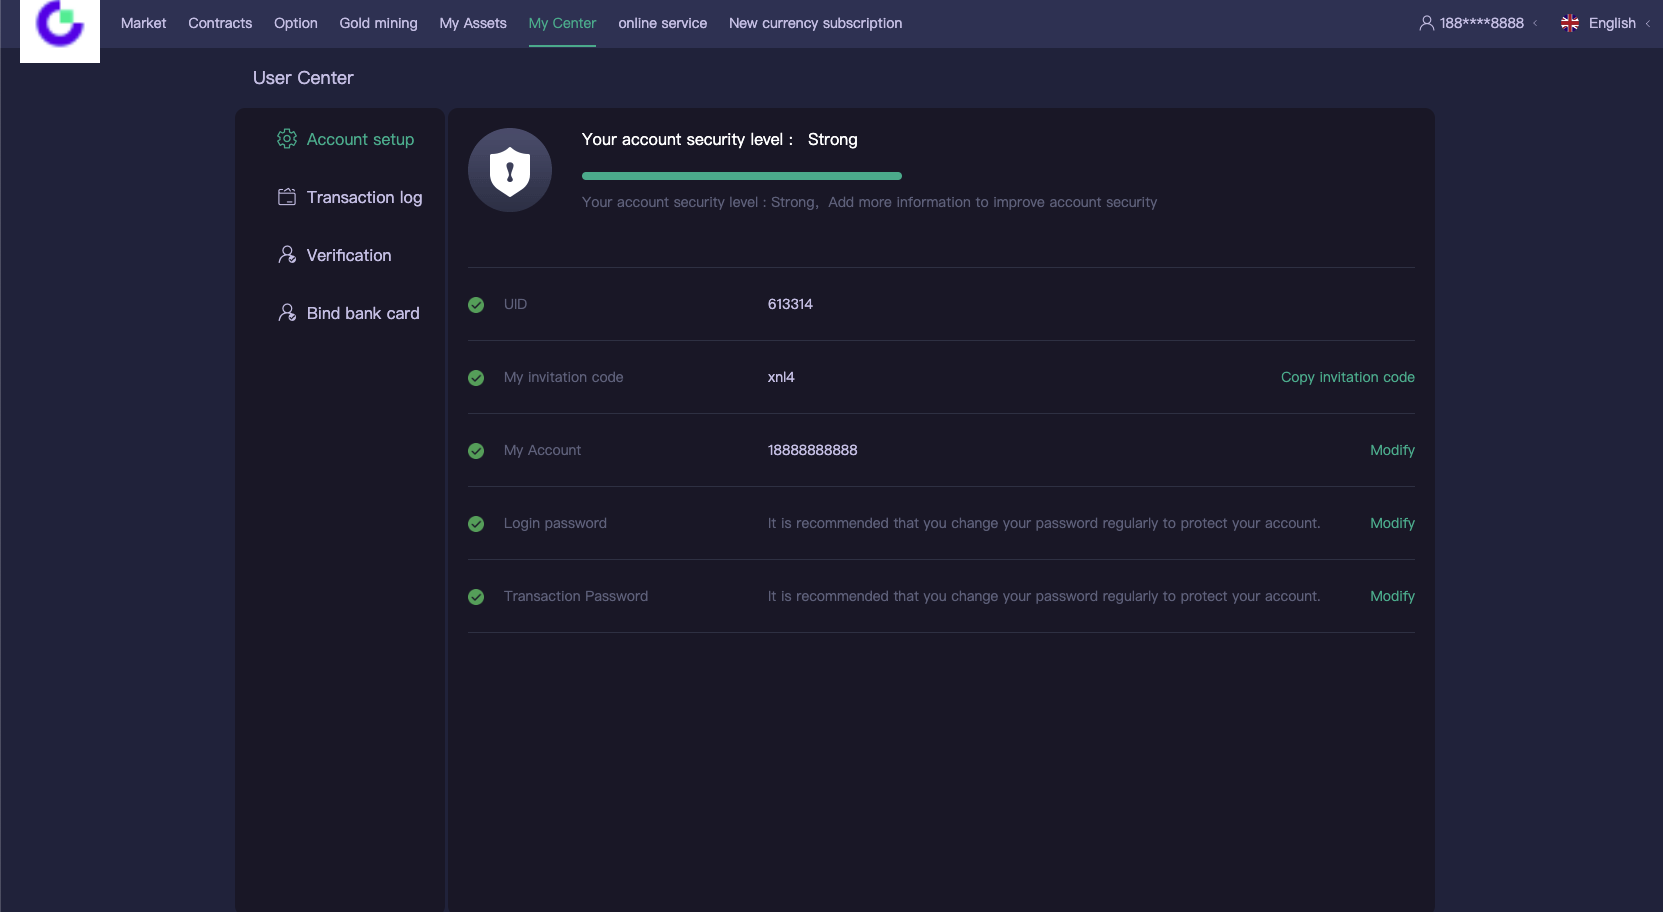 Market Contracts Option Gold mining My Assets My Center online service New currency subscription 188****8888 English
User Center
Account setup
Transaction log
Verification
Bind bank card
Your account security level : Strong
Your account security level : Strong, Add more information to improve account security
UID 613314
My invitation code xnl4 Copy invitation code
My Account 18888888888 Modify
Login password It is recommended that you change your password regularly to protect your account. Modify
Transaction Password It is recommended that you change your password regularly to protect your account. Modify